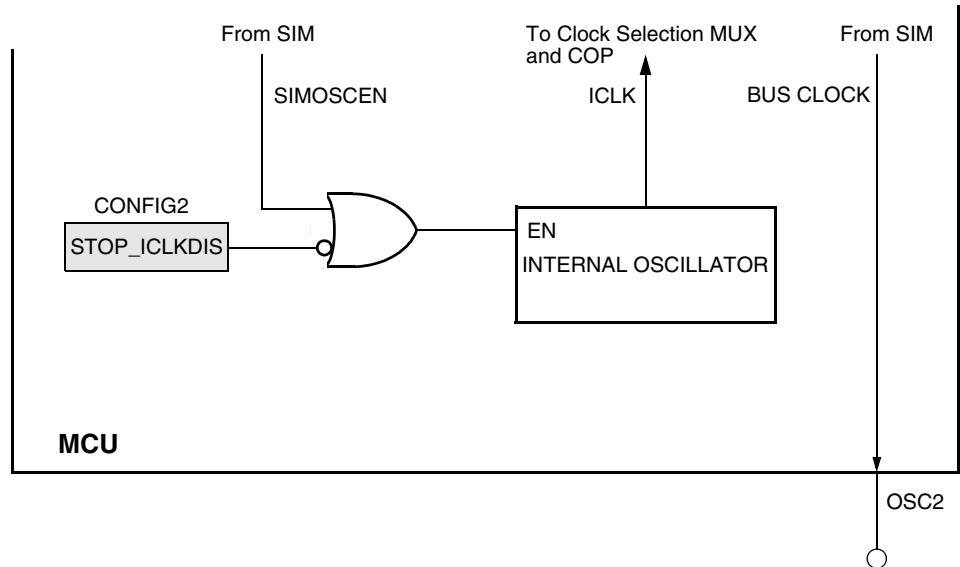 From SIM
To Clock Selection MUX
and COP
From SIM
SIMOSCEN
ICLK
BUS CLOCK
CONFIG2
STOP_ICLKDIS
EN
INTERNAL OSCILLATOR
MCU
OSC2